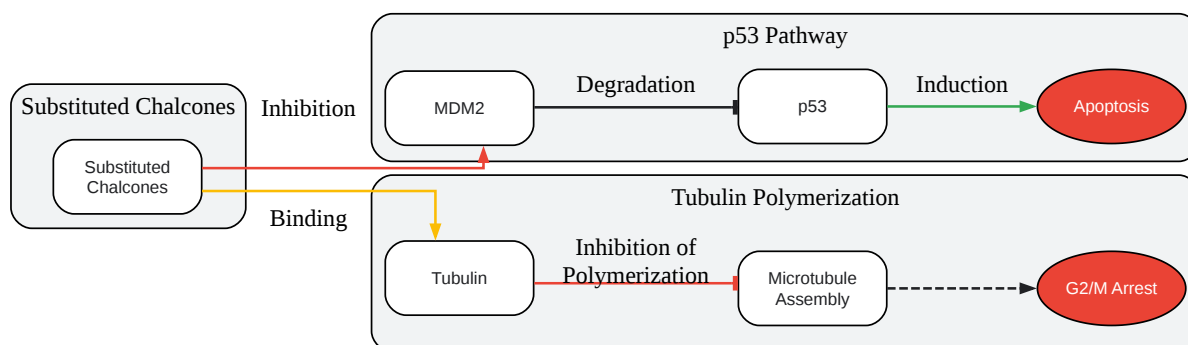 p53 Pathway
Substituted Chalcones
Inhibition
Degradation
Induction
MDM2
p53
Apoptosis
Substituted
Chalcones
Binding
Tubulin Polymerization
Tubulin
Inhibition of
Polymerization
Microtubule
Assembly
G2/M Arrest